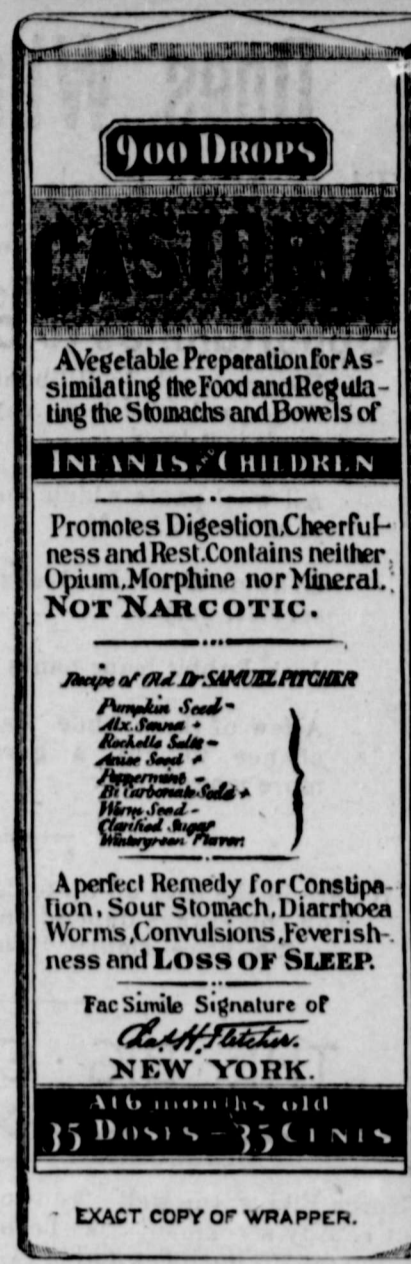 900 DROPS
CASTORIA
AVegetable Preparation for As-
similating the Food and Regula-
ting the Stomachs and Bowels of
INFANTS AND CHILDREN
Promotes Digestion, Cheerful-
ness and Rest. Contains neither
Opium, Morphine nor Mineral.
NOT NARCOTIC.
Recipe of Old Dr SAMUEL PITCHER
Pumpkin Seed -
Alx. Senna +
Rochelle Salts -
Anise Seed +
Peppermint -
Bi Carbonate Soda +
Worm Seed -
Clarified Sugar
Wintergreen Flavor.
A perfect Remedy for Constipa-
tion, Sour Stomach, Diarrhoea
Worms, Convulsions, Feverish-
ness and LOSS OF SLEEP.
Fac Simile Signature of
Chas. H. Fletcher.
NEW YORK.
At 6 months old
35 DOSES - 35 CENTS
EXACT COPY OF WRAPPER.